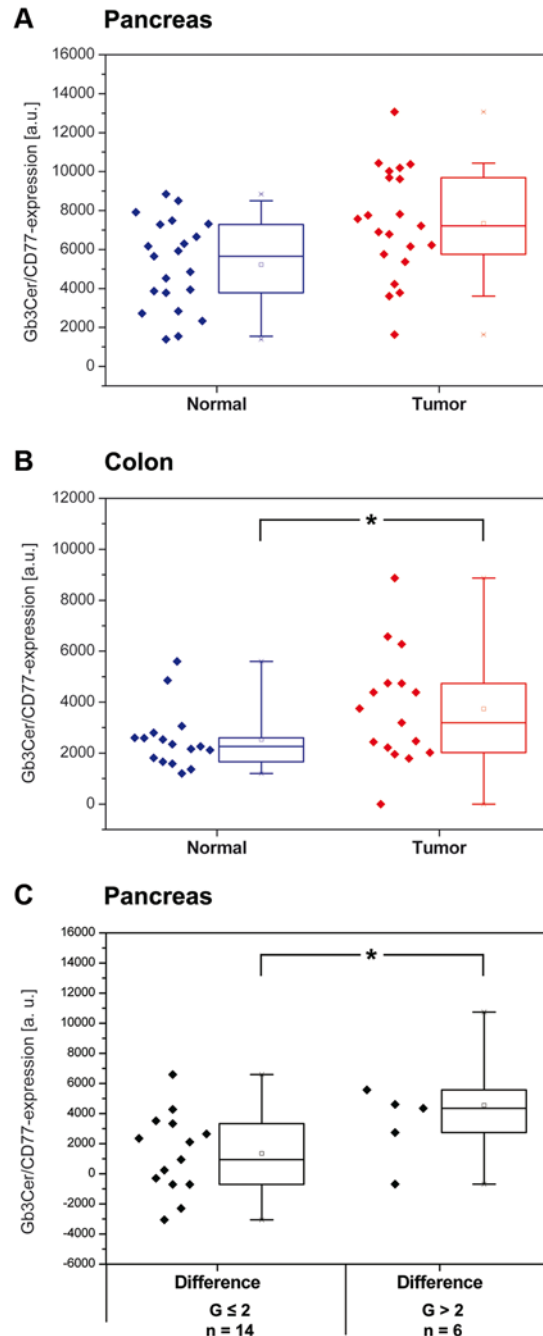 A Pancreas
Gb3Cer/CD77-expression [a.u.]
16000
14000
12000
10000
8000
6000
4000
2000
0
Normal Tumor
B Colon
Gb3Cer/CD77-expression [a.u.]
12000
10000
8000
6000
4000
2000
0
*
Normal Tumor
C Pancreas
Gb3Cer/CD77-expression [a. u.]
16000
14000
12000
10000
8000
6000
4000
2000
0
-2000
-4000
-6000
*
Difference Difference
G ≤ 2 G > 2
n = 14 n = 6